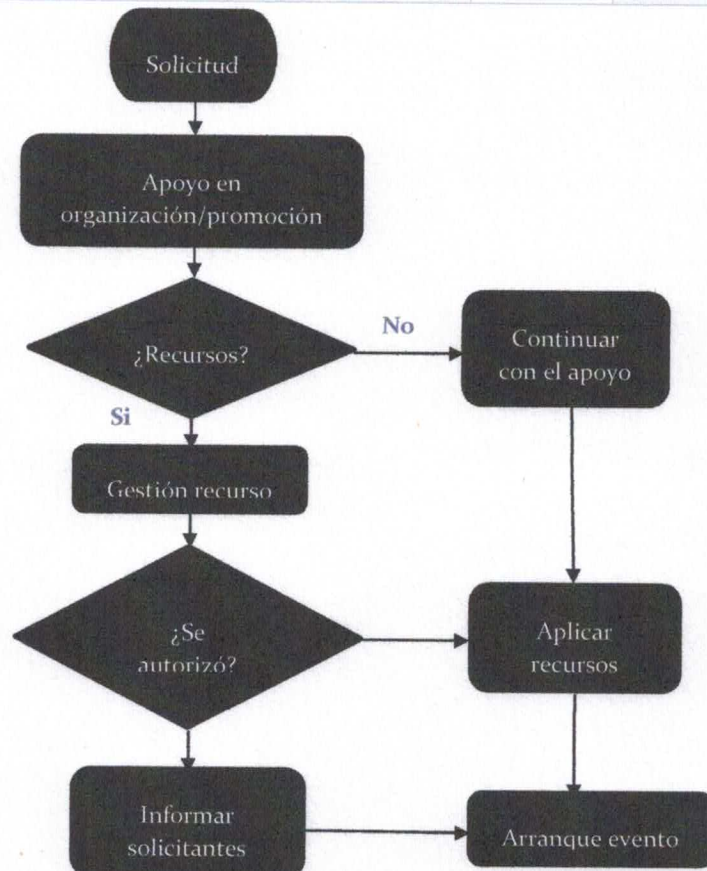 Solicitud
Apoyo en
organización/promoción
¿Recursos?
No
Continuar
con el apoyo
Si
Gestión recurso
¿Se
autorizó?
Aplicar
recursos
Informar
solicitantes
Arranque evento